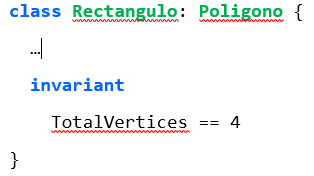 class Rectangulo: Poligono {
…
invariant
TotalVertices == 4
}